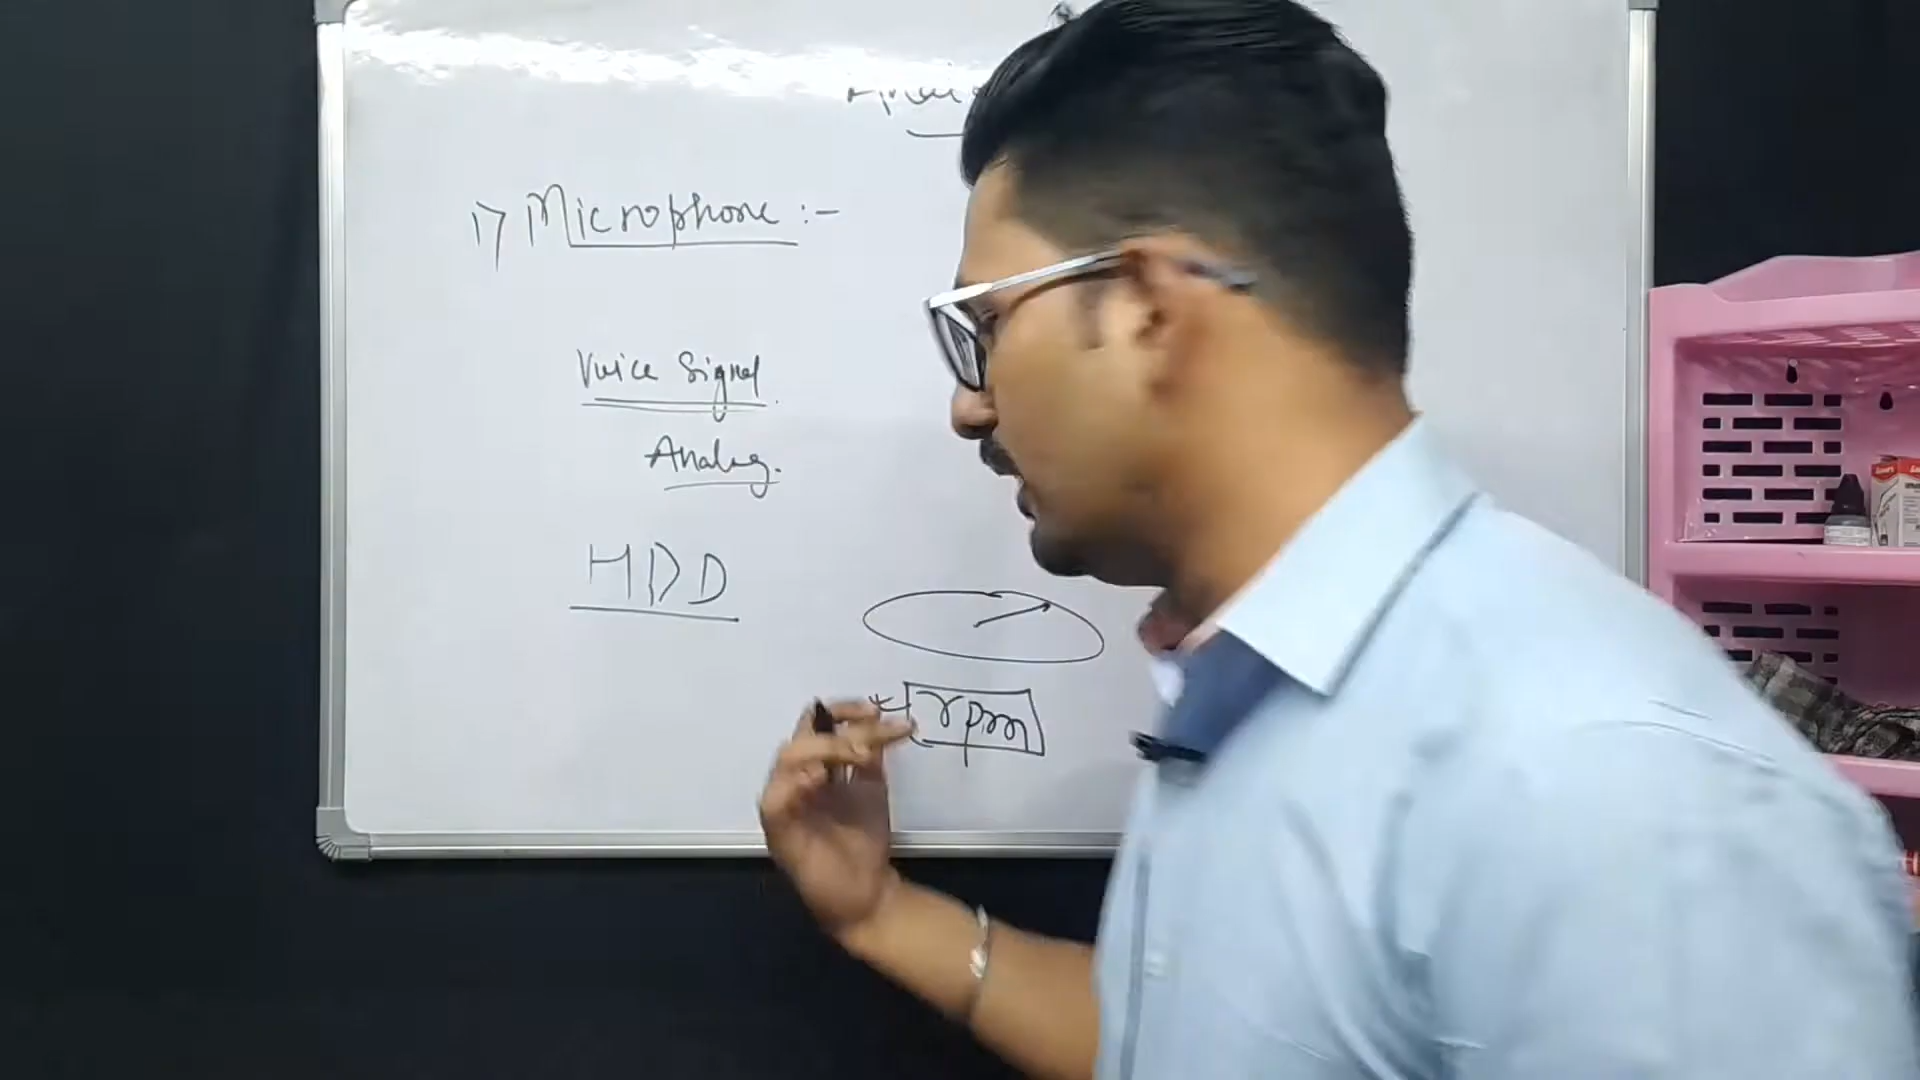 1) Microphone :-
Voice Signal
Analog.
HDD
* rpm